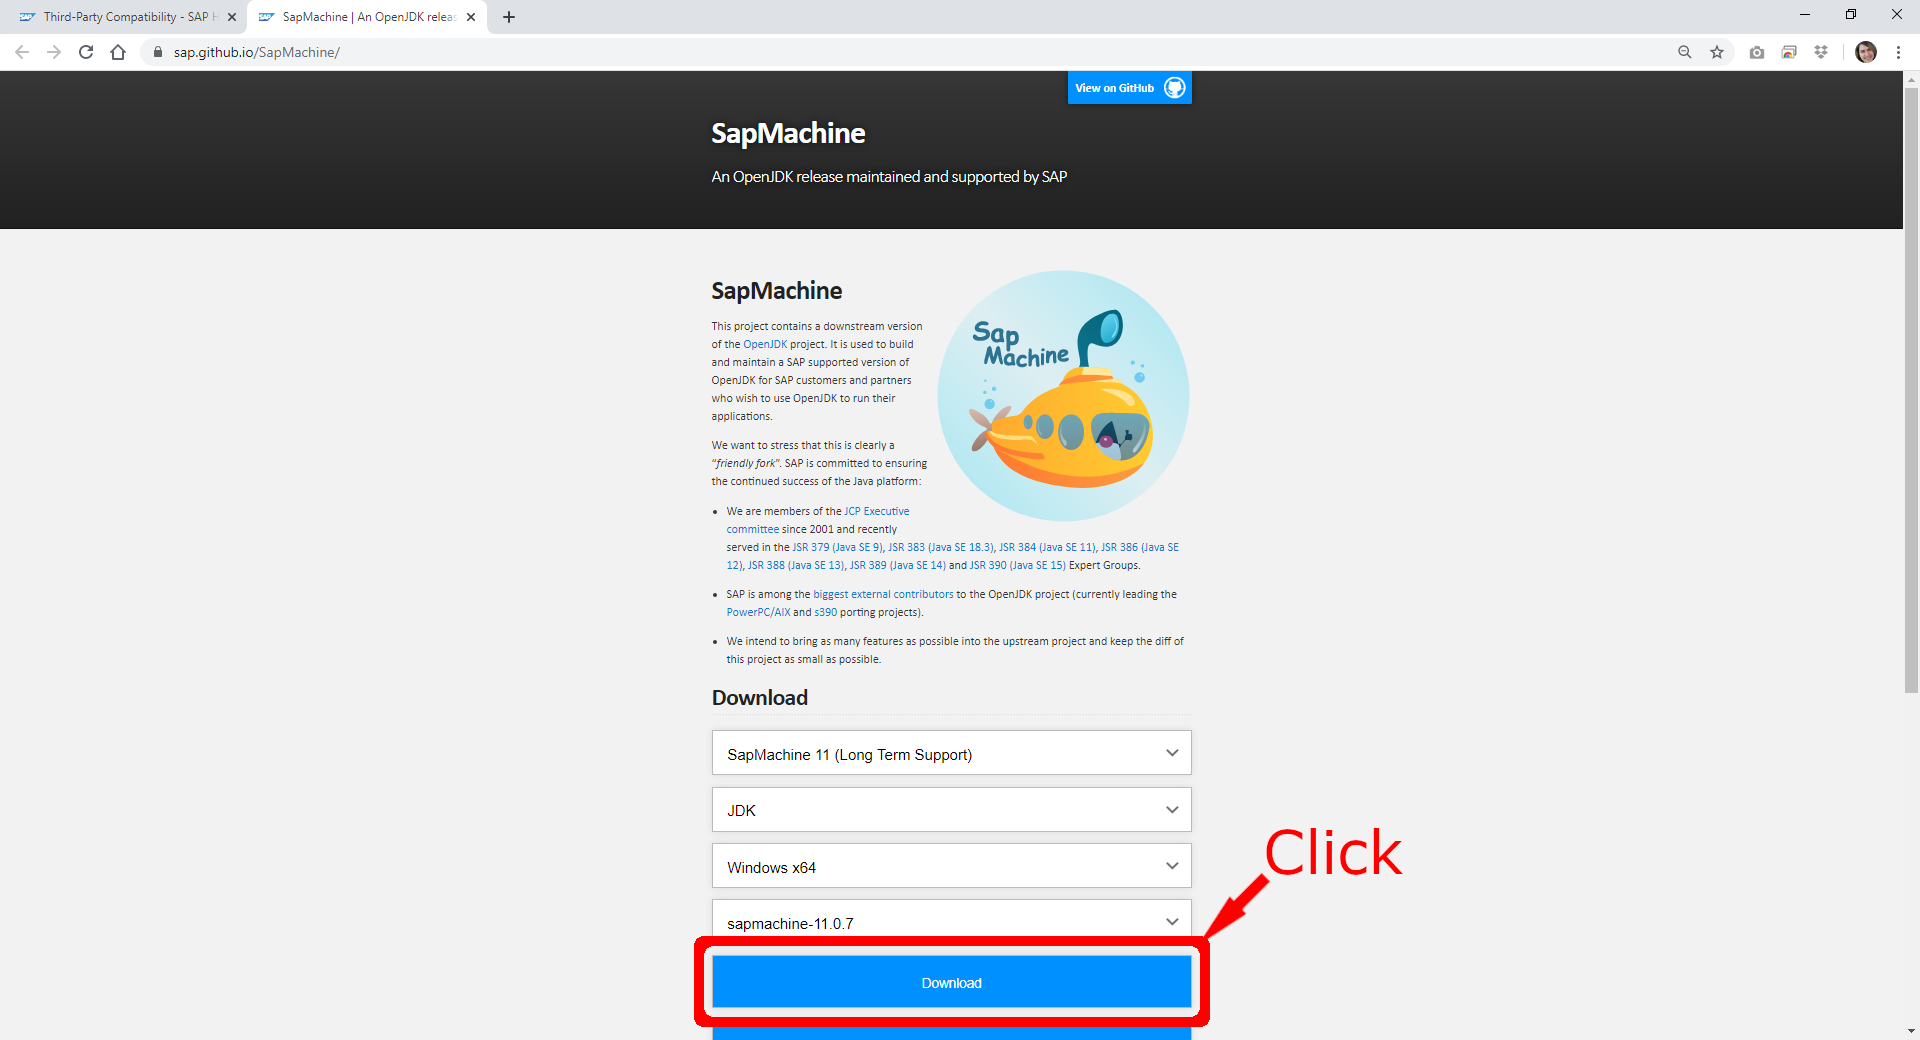 Third-Party Compatibility - SAP H
SapMachine | An OpenJDK releas
sap.github.io/SapMachine/
View on GitHub
SapMachine
An OpenJDK release maintained and supported by SAP
SapMachine
This project contains a downstream version
of the OpenJDK project. It is used to build
and maintain a SAP supported version of
OpenJDK for SAP customers and partners
who wish to use OpenJDK to run their
applications.
Sap
Machine
We want to stress that this is clearly a
“friendly fork”. SAP is committed to ensuring
the continued success of the Java platform:
• We are members of the JCP Executive
committee since 2001 and recently
served in the JSR 379 (Java SE 9), JSR 383 (Java SE 18.3), JSR 384 (Java SE 11), JSR 386 (Java SE
12), JSR 388 (Java SE 13), JSR 389 (Java SE 14) and JSR 390 (Java SE 15) Expert Groups.
• SAP is among the biggest external contributors to the OpenJDK project (currently leading the
PowerPC/AIX and s390 porting projects).
• We intend to bring as many features as possible into the upstream project and keep the diff of
this project as small as possible.
Download
SapMachine 11 (Long Term Support)
JDK
Windows x64
sapmachine-11.0.7
Click
Download